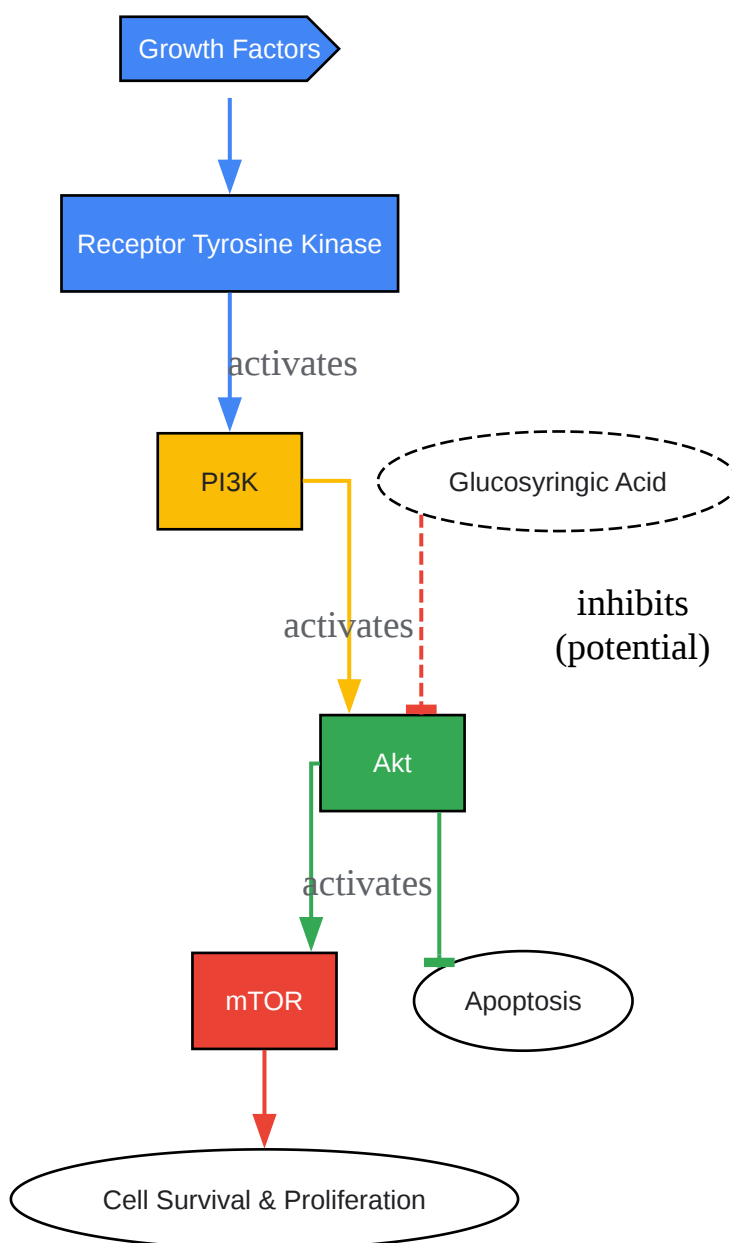 Growth Factors
Receptor Tyrosine Kinase
activates
PI3K
Glucosyringic Acid
activates
inhibits
(potential)
Akt
activates
mTOR
Apoptosis
Cell Survival & Proliferation